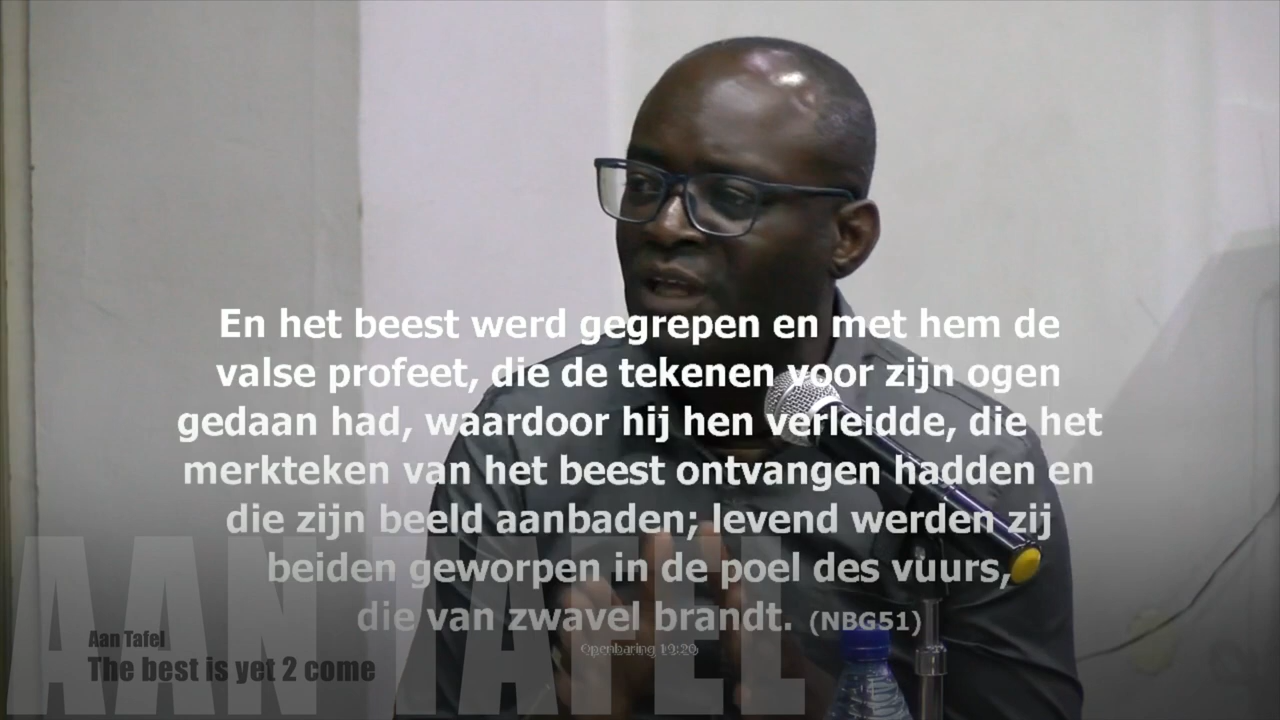 En het beest werd gegrepen en met hem de
valse profeet, die de tekenen voor zijn ogen
gedaan had, waardoor hij hen verleidde, die het
merkteken van het beest ontvangen hadden en
die zijn beeld aanbaden; levend werden zij
beiden geworpen in de poel des vuurs,
die van zwavel brandt. (NBG51)
Openbaring 19:20
AAN TAFEL
Aan Tafel
The best is yet 2 come